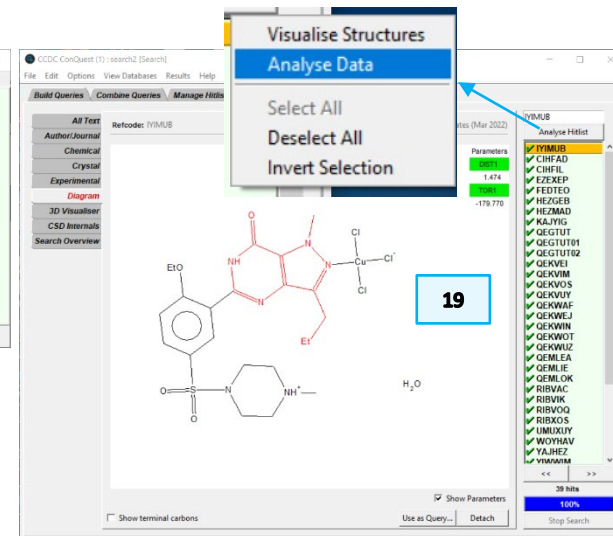 Visualise Structures
Analyse Data
Select All
Deselect All
Invert Selection
CCDC ConQuest (1) : search2 [Search]
File Edit Options View Databases Results Help
Build Queries Combine Queries Manage Hitlis
Refcode: IYIMUB
tes (Mar 2022)
All Text
Author/Journal
Chemical
Crystal
Experimental
Diagram
3D Visualiser
CSD Internals
Search Overview
Parameters
DIST1
1.474
TOR1
-179.770
O
HN
N
N
N
Cl
Cu
Cl-
Cl
EtO
Et
O
S
O
N
NH+
H2O
19
Show terminal carbons
Show Parameters
Use as Query...
Detach
IYIMUB
Analyse Hitlist
IYIMUB
CIHFAD
CIHFIL
EZEXEP
FEDTEO
HEZGEB
HEZMAD
KAJYIG
QEGTUT
QEGTUT01
QEGTUT02
QEKVEI
QEKVIM
QEKVOS
QEKVUY
QEKWAF
QEKWEJ
QEKWIN
QEKWOT
QEKWUZ
QEMLEA
QEMLIE
QEMLOK
RIBVAC
RIBVIK
RIBVOQ
RIBXOS
UMUXUY
WOYHAV
YAJHEZ
<< >>
39 hits
100%
Stop Search